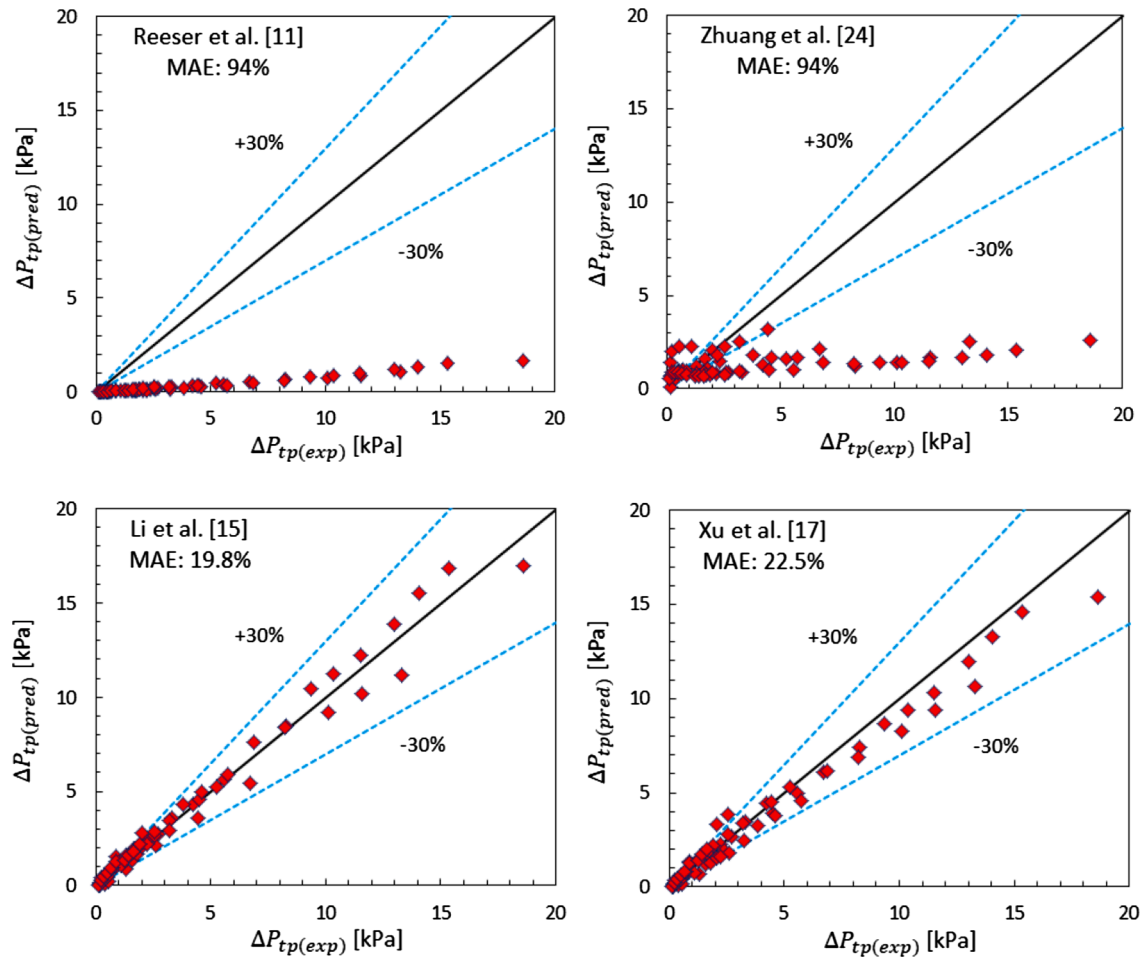 Reeser et al. [11]
MAE: 94%
+30%
-30%
20
15
10
5
0
0 5 10 15 20
ΔP_tp(pred) [kPa]
ΔP_tp(exp) [kPa]
Zhuang et al. [24]
MAE: 94%
+30%
-30%
20
15
10
5
0
0 5 10 15 20
ΔP_tp(pred) [kPa]
ΔP_tp(exp) [kPa]
Li et al. [15]
MAE: 19.8%
+30%
-30%
20
15
10
5
0
0 5 10 15 20
ΔP_tp(pred) [kPa]
ΔP_tp(exp) [kPa]
Xu et al. [17]
MAE: 22.5%
+30%
-30%
20
15
10
5
0
0 5 10 15 20
ΔP_tp(pred) [kPa]
ΔP_tp(exp) [kPa]